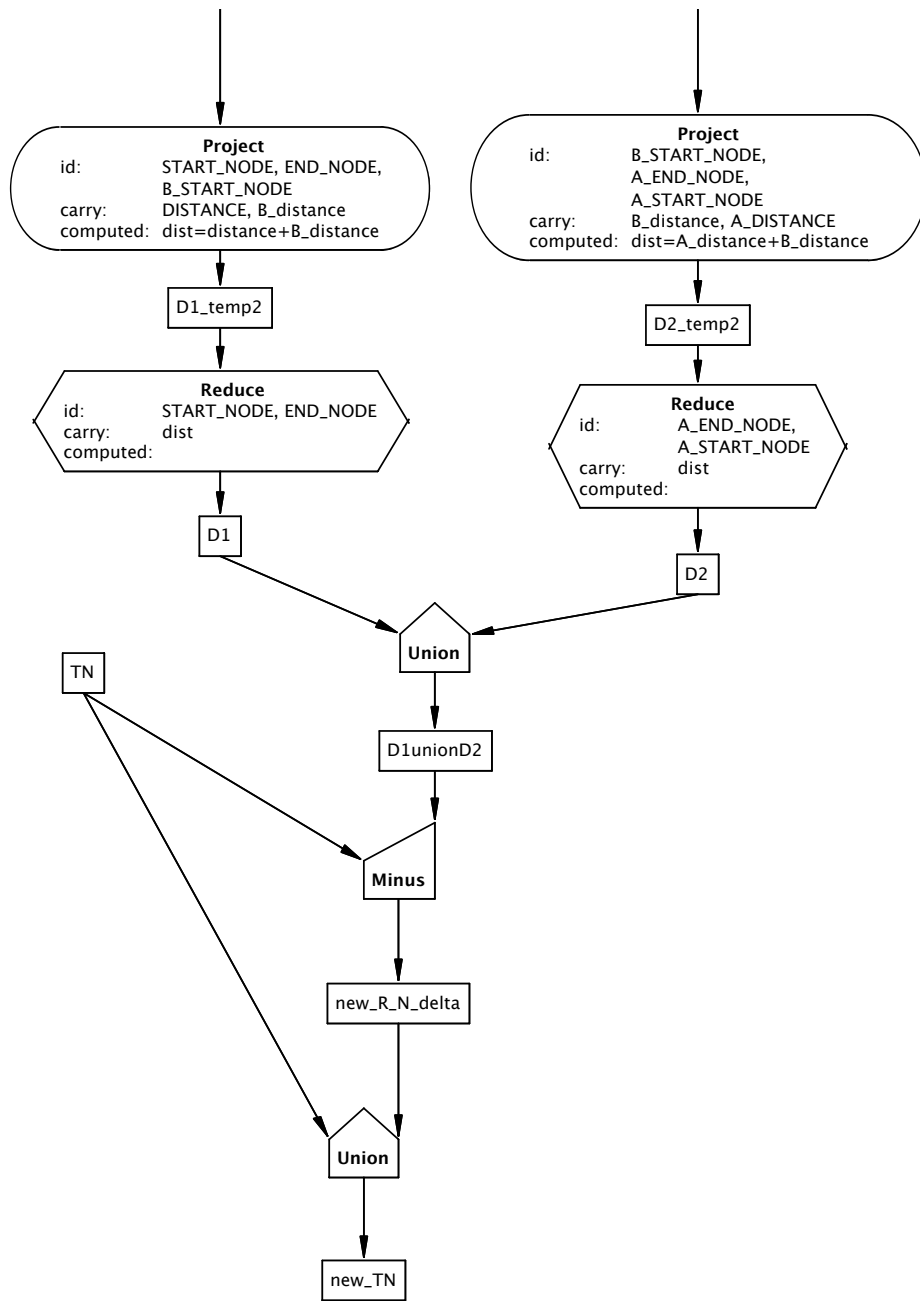 Project
id: START_NODE, END_NODE,
B_START_NODE
carry: DISTANCE, B_distance
computed: dist=distance+B_distance
Project
id: B_START_NODE,
A_END_NODE,
A_START_NODE
carry: B_distance, A_DISTANCE
computed: dist=A_distance+B_distance
D1_temp2
D2_temp2
Reduce
id: START_NODE, END_NODE
carry: dist
computed:
Reduce
id: A_END_NODE,
A_START_NODE
carry: dist
computed:
D1
D2
Union
TN
D1unionD2
Minus
new_R_N_delta
Union
new_TN